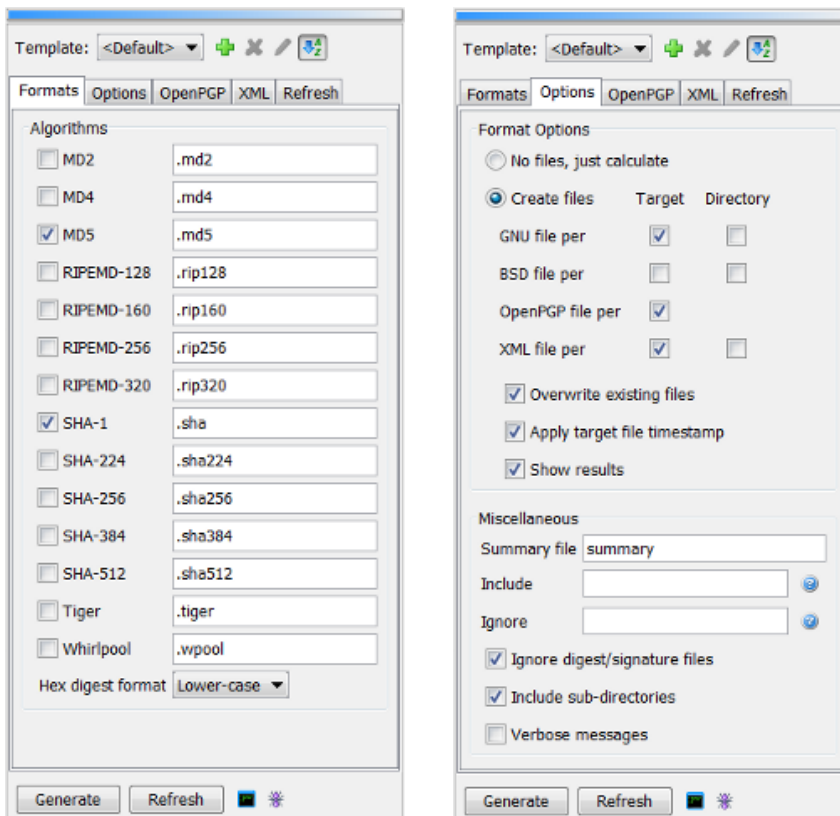 Template: <Default>
Formats Options OpenPGP XML Refresh
Algorithms
MD2 .md2
MD4 .md4
MD5 .md5
RIPEMD-128 .rip128
RIPEMD-160 .rip160
RIPEMD-256 .rip256
RIPEMD-320 .rip320
SHA-1 .sha
SHA-224 .sha224
SHA-256 .sha256
SHA-384 .sha384
SHA-512 .sha512
Tiger .tiger
Whirlpool .wpool
Hex digest format Lower-case
Generate Refresh
Template: <Default>
Formats Options OpenPGP XML Refresh
Format Options
No files, just calculate
Create files Target Directory
GNU file per
BSD file per
OpenPGP file per
XML file per
Overwrite existing files
Apply target file timestamp
Show results
Miscellaneous
Summary file summary
Include
Ignore
Ignore digest/signature files
Include sub-directories
Verbose messages
Generate Refresh